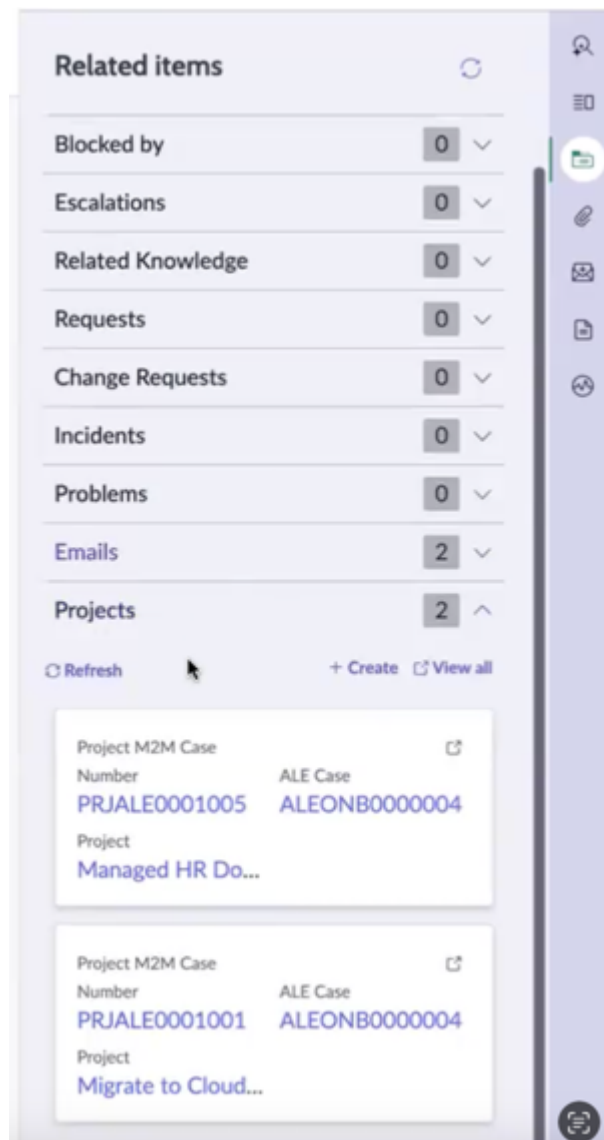 Related items
Blocked by 0
Escalations 0
Related Knowledge 0
Requests 0
Change Requests 0
Incidents 0
Problems 0
Emails 2
Projects 2
Refresh + Create View all
Project M2M Case
Number ALE Case
PRJALE0001005 ALEONB0000004
Project
Managed HR Do...
Project M2M Case
Number ALE Case
PRJALE0001001 ALEONB0000004
Project
Migrate to Cloud...